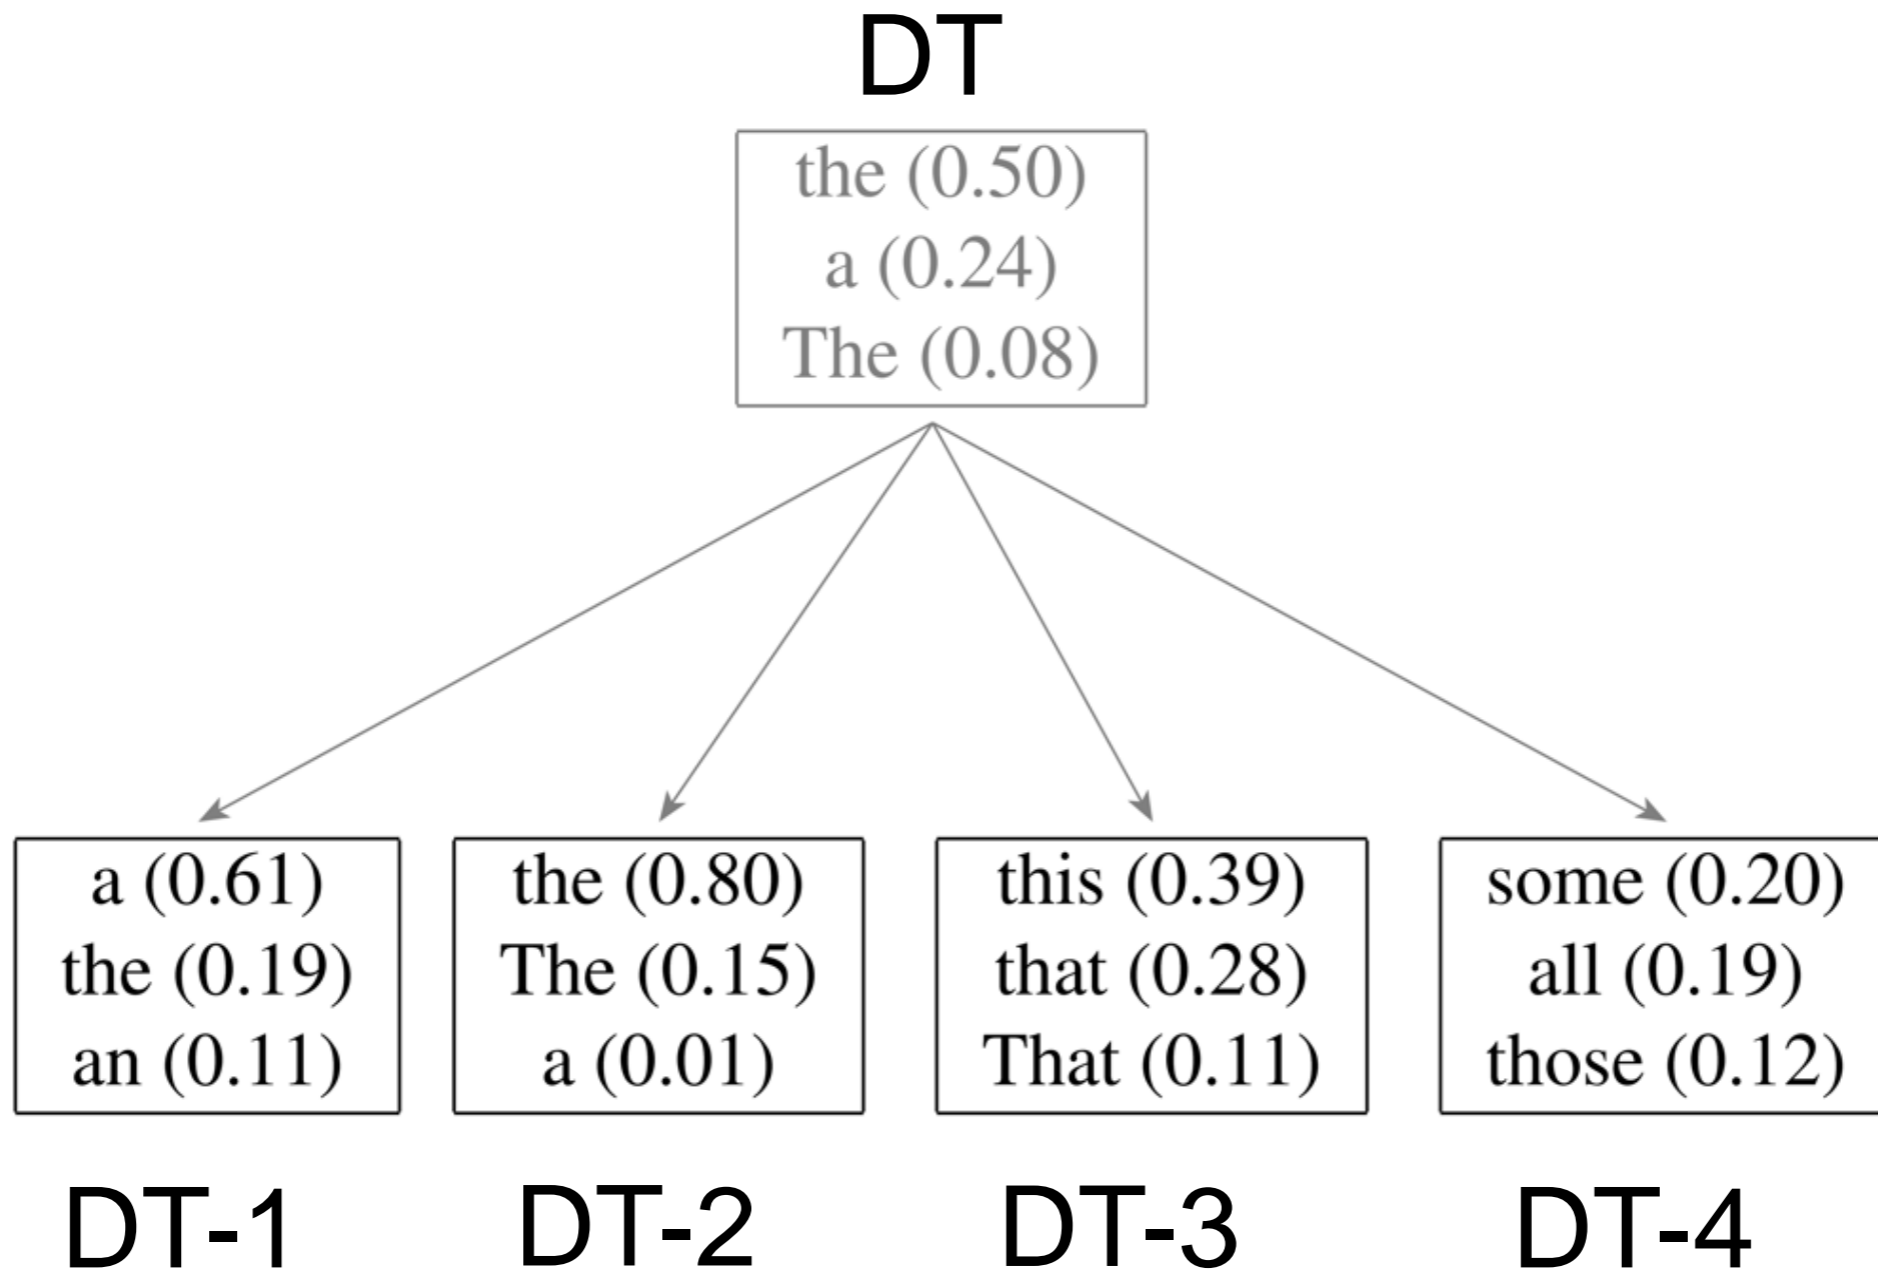 DT
the (0.50)
a (0.24)
The (0.08)
a (0.61)
the (0.19)
an (0.11)
the (0.80)
The (0.15)
a (0.01)
this (0.39)
that (0.28)
That (0.11)
some (0.20)
all (0.19)
those (0.12)
DT-1
DT-2
DT-3
DT-4